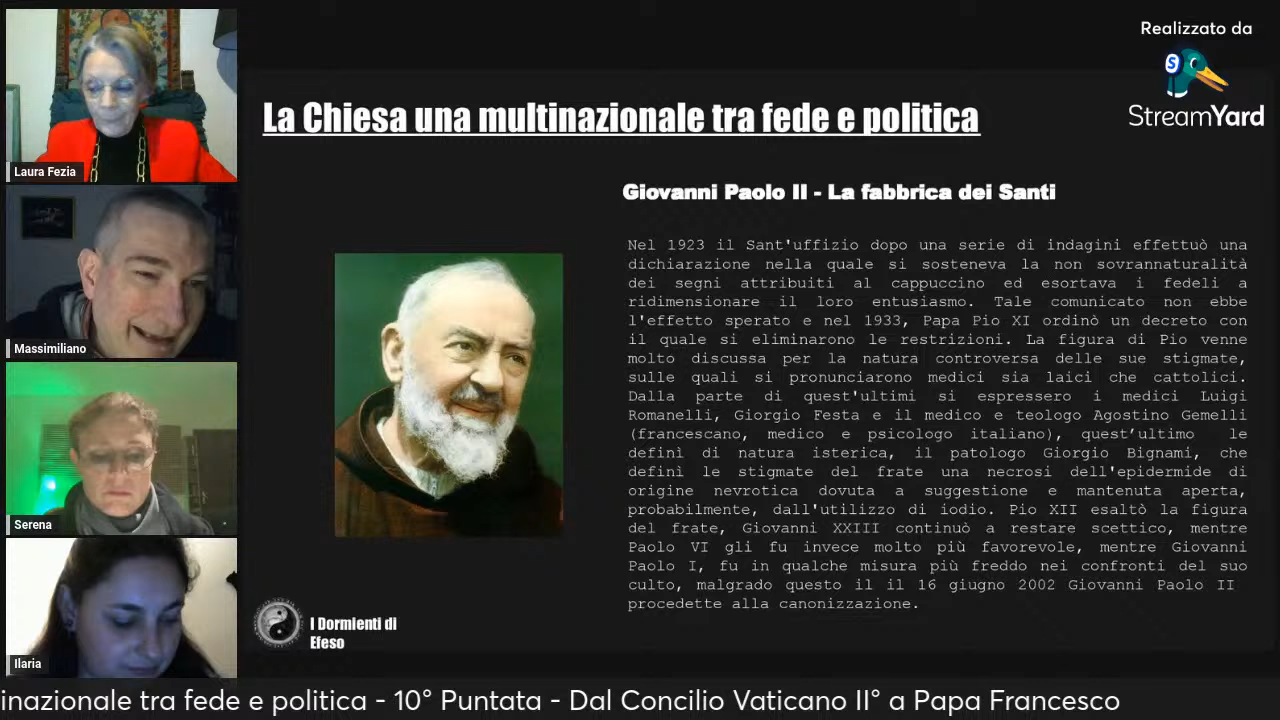 Realizzato da
StreamYard
La Chiesa una multinazionale tra fede e politica
Giovanni Paolo II - La fabbrica dei Santi
Nel 1923 il Sant'uffizio dopo una serie di indagini effettuò una
dichiarazione nella quale si sosteneva la non sovrannaturalità
dei segni attribuiti al cappuccino ed esortava i fedeli a
ridimensionare il loro entusiasmo. Tale comunicato non ebbe
l'effetto sperato e nel 1933, Papa Pio XI ordinò un decreto con
il quale si eliminarono le restrizioni. La figura di Pio venne
molto discussa per la natura controversa delle sue stigmate,
sulle quali si pronunciarono medici sia laici che cattolici.
Dalla parte di quest'ultimi si espressero i medici Luigi
Romanelli, Giorgio Festa e il medico e teologo Agostino Gemelli
(francescano, medico e psicologo italiano), quest’ultimo le
definì di natura isterica, il patologo Giorgio Bignami, che
definì le stigmate del frate una necrosi dell'epidermide di
origine nevrotica dovuta a suggestione e mantenuta aperta,
probabilmente, dall'utilizzo di iodio. Pio XII esaltò la figura
del frate, Giovanni XXIII continuò a restare scettico, mentre
Paolo VI gli fu invece molto più favorevole, mentre Giovanni
Paolo I, fu in qualche misura più freddo nei confronti del suo
culto, malgrado questo il il 16 giugno 2002 Giovanni Paolo II
procedette alla canonizzazione.
I Dormienti di
Efeso
Laura Fezia
Massimiliano
Serena
Ilaria
inazionale tra fede e politica - 10° Puntata - Dal Concilio Vaticano II° a Papa Francesco